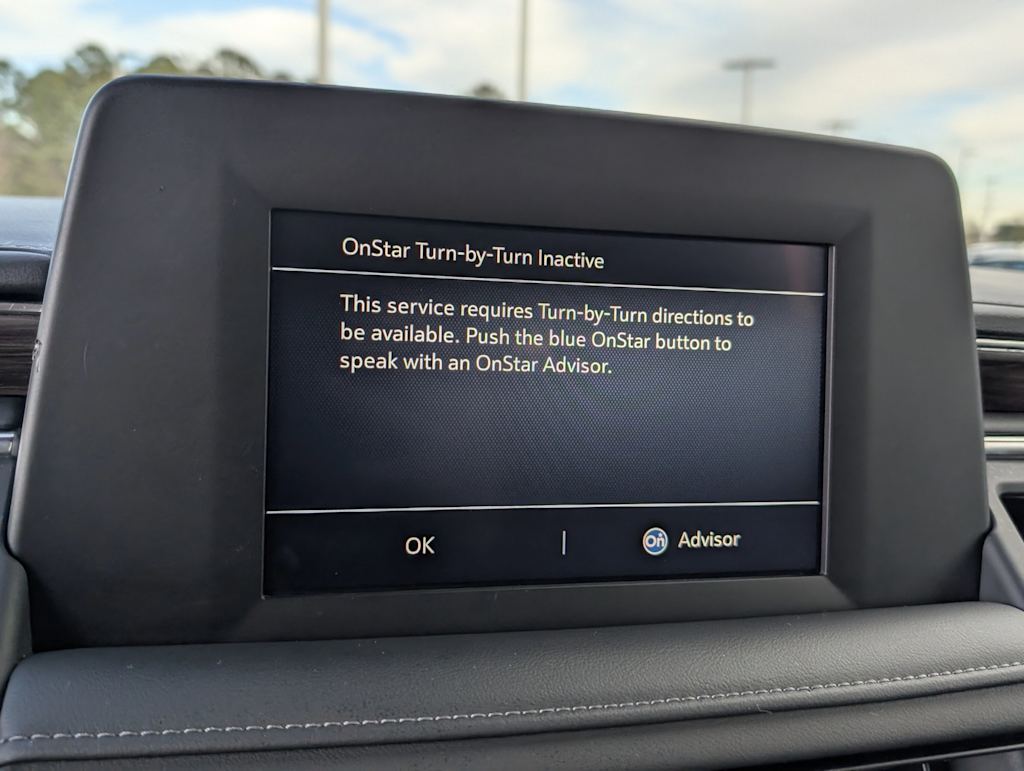 OnStar Turn-by-Turn Inactive
This service requires Turn-by-Turn directions to
be available. Push the blue OnStar button to
speak with an OnStar Advisor.
OK | On Advisor